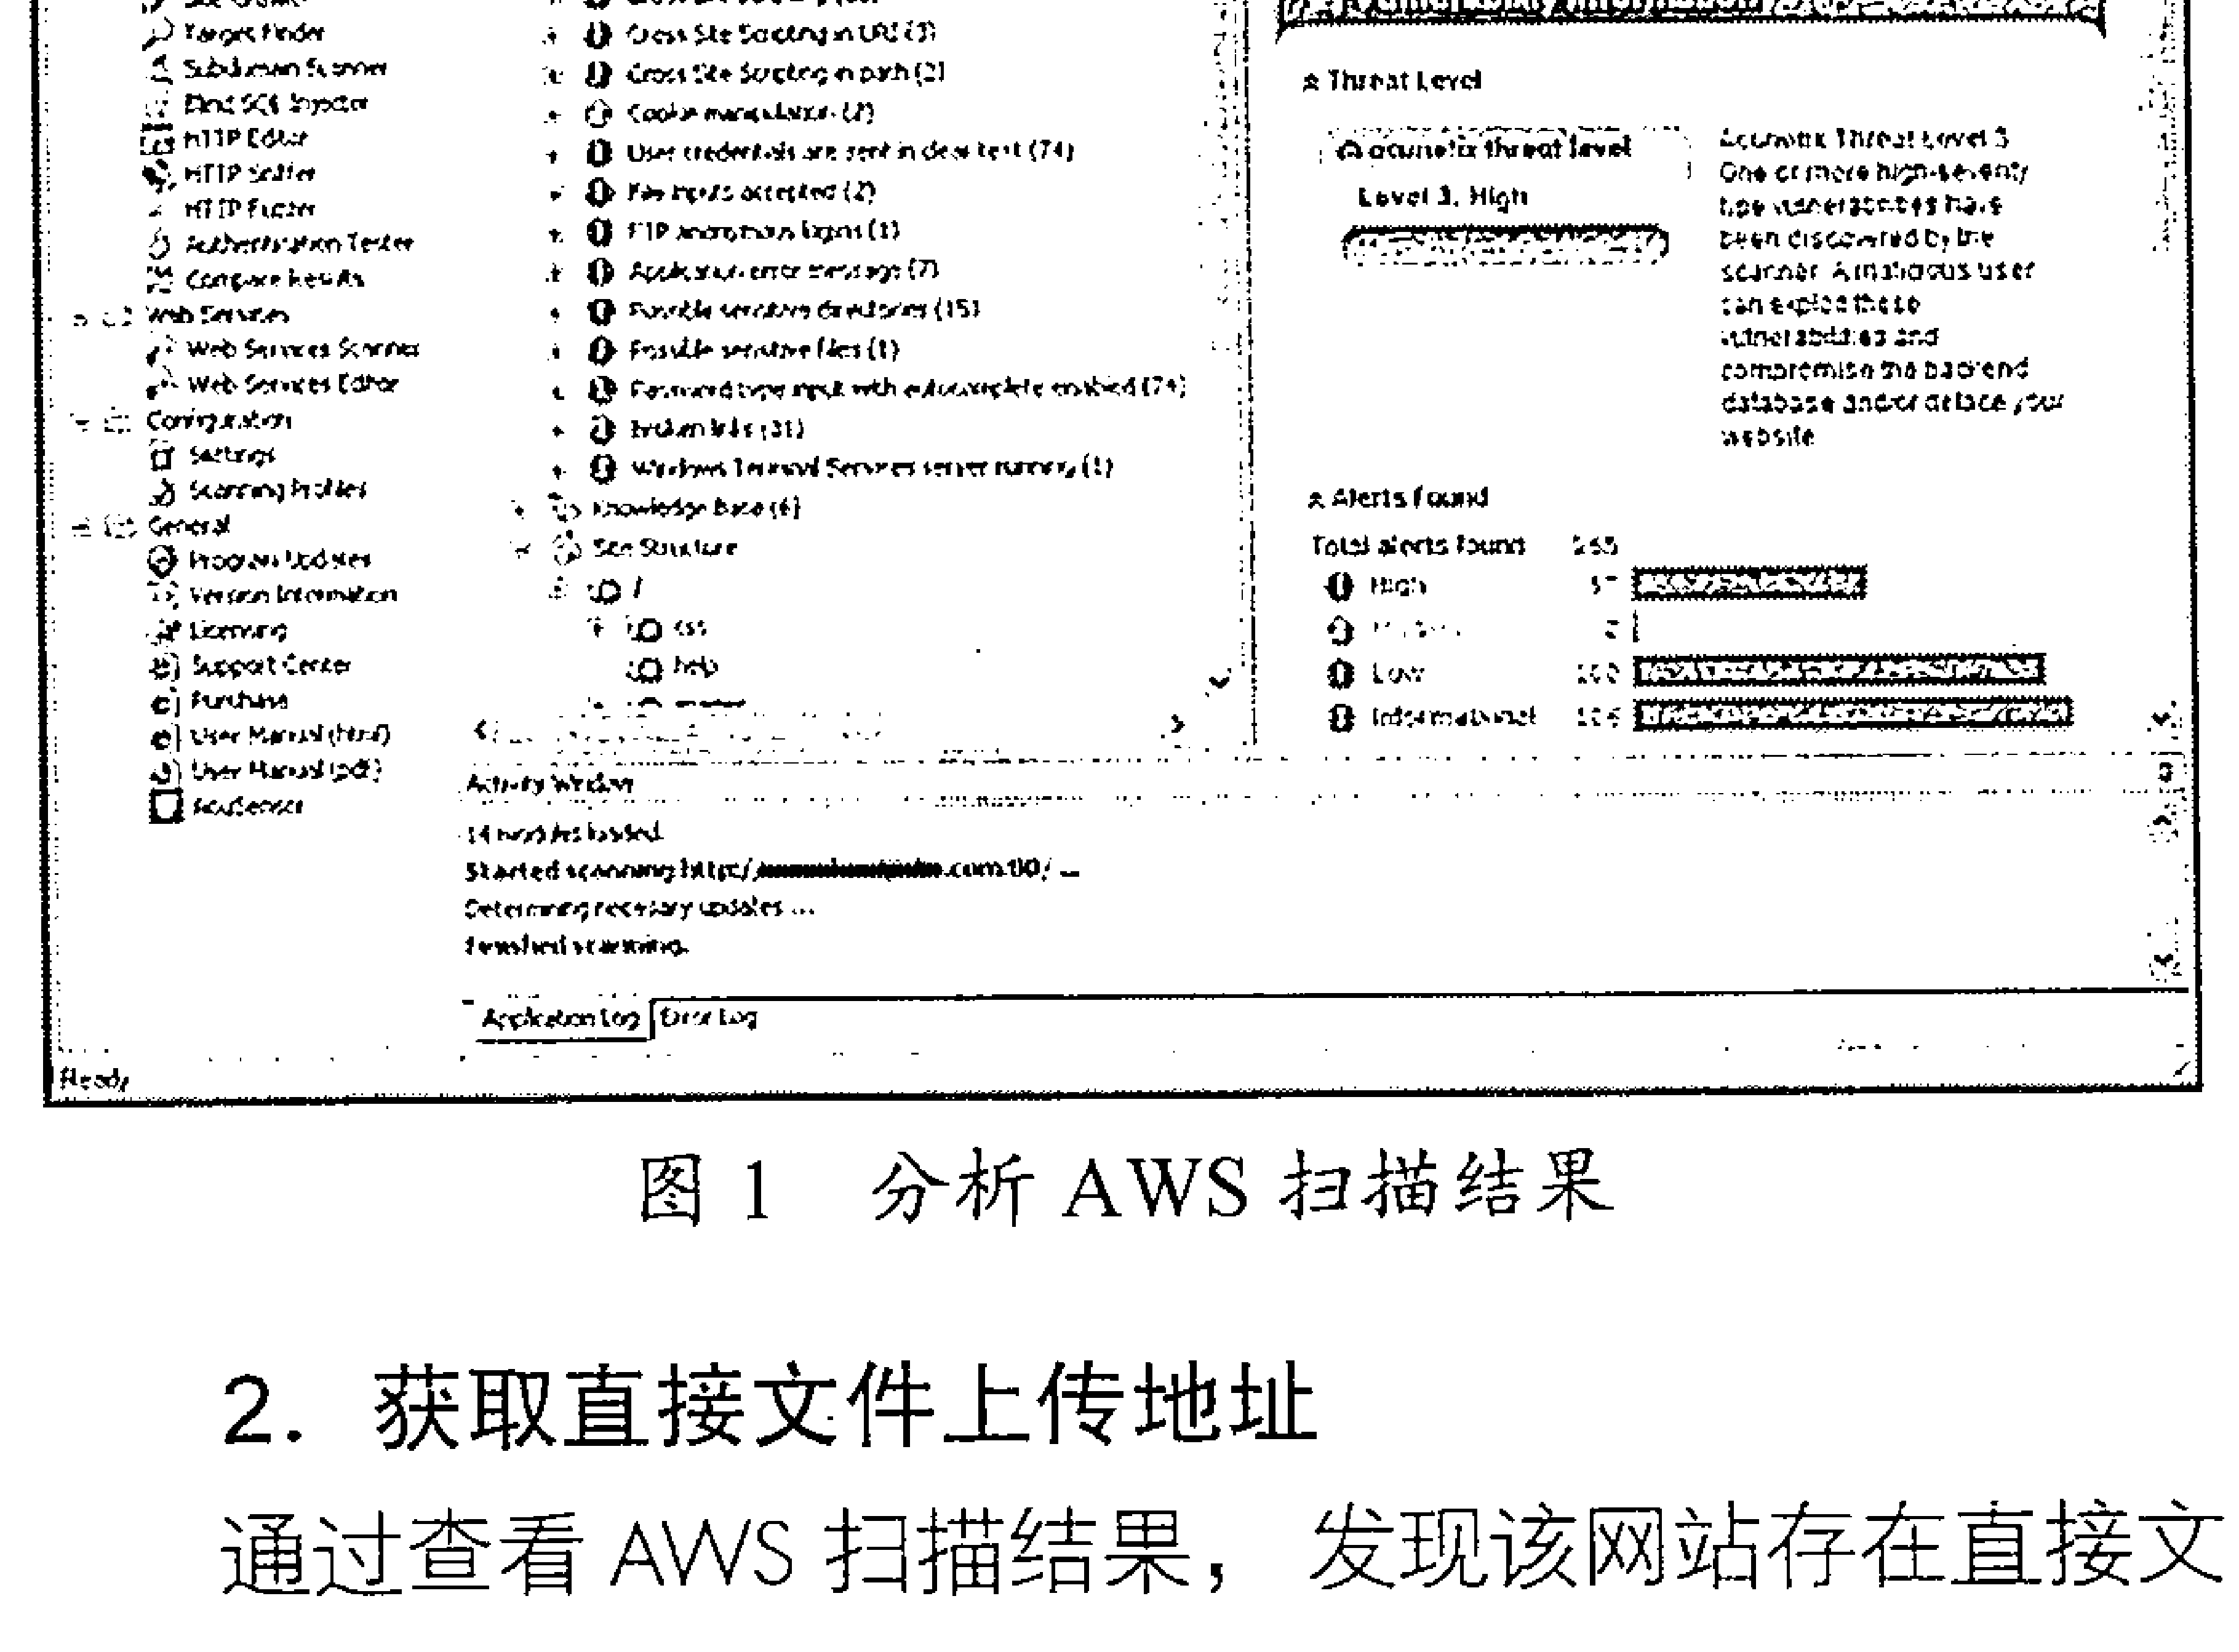 Target Finder
Subdomain Scanner
Blind SQL Injector
HTTP Editor
HTTP Sniffer
HTTP Fuzzer
Authentication Tester
Compare Results
Web Services
Web Services Scanner
Web Services Editor
Configuration
Settings
Scanning Profiles
General
Program Updates
Version Information
Licensing
Support Center
Purchase
User Manual (html)
User Manual (pdf)
AcuSensor
Cross Site Scripting in URI (3)
Cross Site Scripting in path (2)
Cookie manipulation (2)
User credentials are sent in clear text (74)
inputs accepted (2)
FTP anonymous logins (1)
Application error message (7)
Possible sensitive directories (15)
Possible sensitive files (1)
Password type input with autocomplete enabled (74)
Broken links (31)
Windows Terminal Services server running (1)
Knowledge base (6)
Site Structure
/
css
help
Threat Level
acunetix threat level
Level 3. High
Acunetix Threat Level 3
One or more high-severity
type vulnerabilities have
been discovered by the
scanner. A malicious user
can exploit these
vulnerabilities and
compromise the backend
database and/or deface your
website
Alerts found
Total alerts found
High
Low
Informational
Activity Window
14 modules loaded.
Started scanning http:/ .com:80/ ...
Determining necesary updates ...
Finished scanning.
Application Log Error Log
Ready
图 1 分析 AWS 扫描结果
2. 获取直接文件上传地址
通过查看 AWS 扫描结果， 发现该网站存在直接文